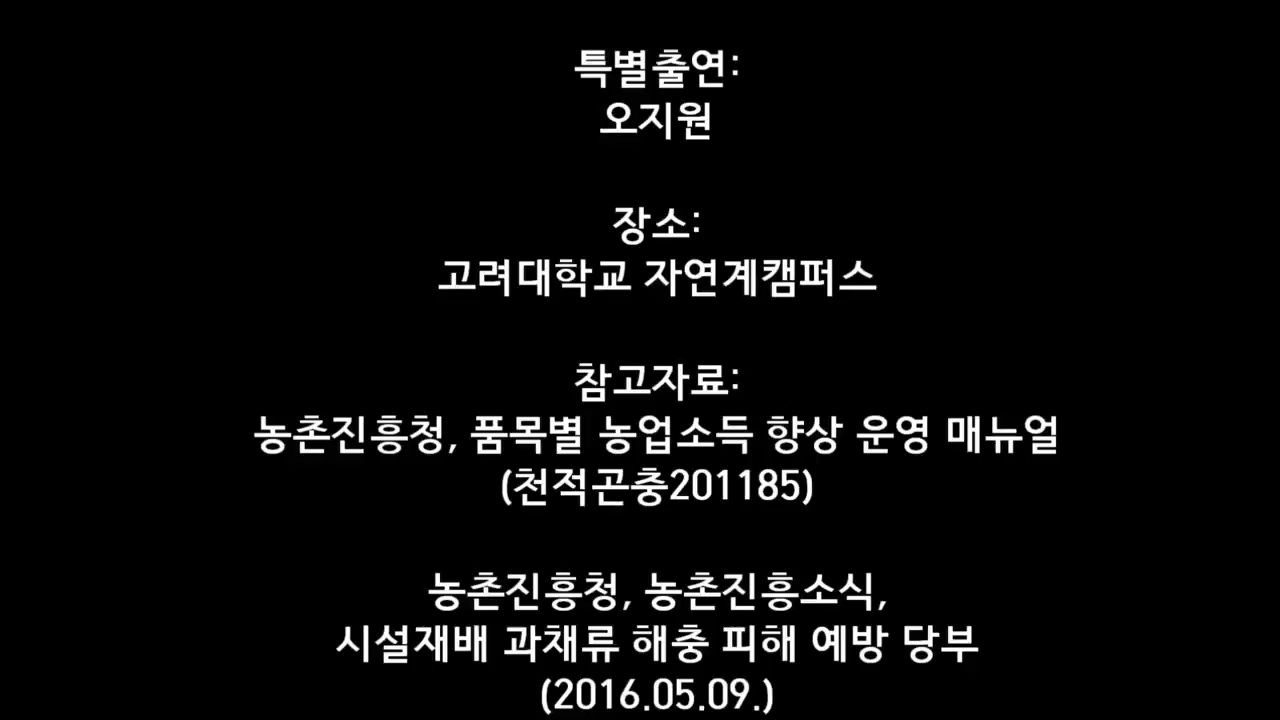 특별출연:
오지원
장소:
고려대학교 자연계캠퍼스
참고자료:
농촌진흥청, 품목별 농업소득 향상 운영 매뉴얼
(천적곤충201185)
농촌진흥청, 농촌진흥소식,
시설재배 과채류 해충 피해 예방 당부
(2016.05.09.)